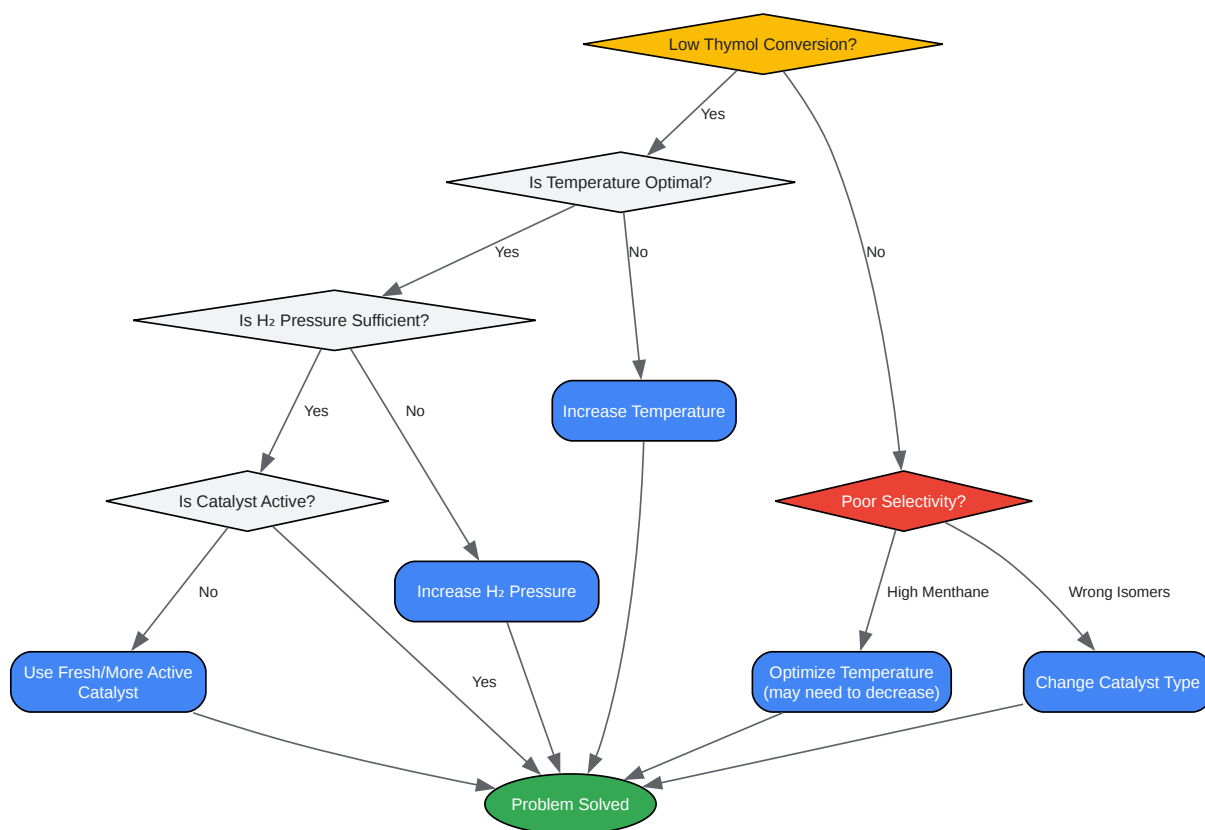 Low Thymol Conversion?
Yes
Is Temperature Optimal?
Yes
No
No
Is H₂ Pressure Sufficient?
Increase Temperature
Yes
No
Is Catalyst Active?
Poor Selectivity?
No
Increase H₂ Pressure
High Menthane
Wrong Isomers
Use Fresh/More Active
Catalyst
Yes
Optimize Temperature
(may need to decrease)
Change Catalyst Type
Problem Solved